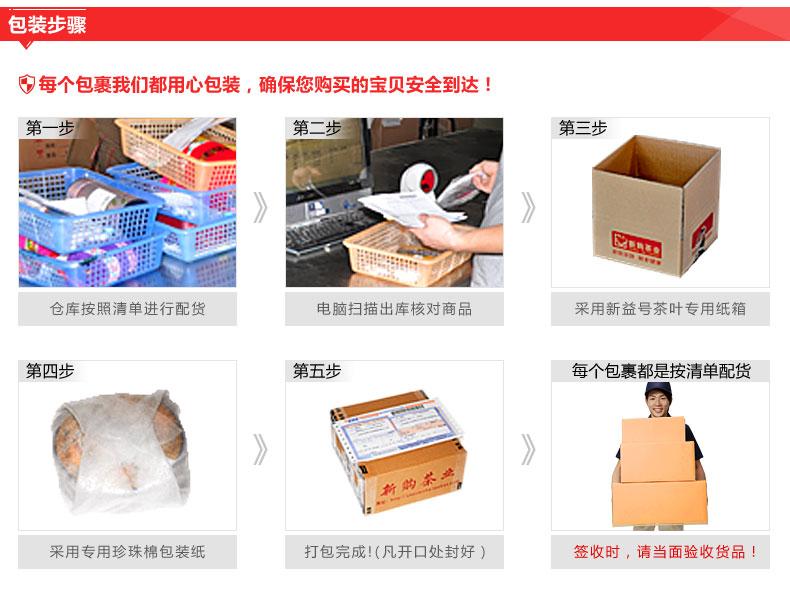 包装步骤
每个包裹我们都用心包装，确保您购买的宝贝安全到达！
第一步
第二步
第三步
新购茶业
仓库按照清单进行配货
电脑扫描出库核对商品
采用新益号茶叶专用纸箱
第四步
第五步
每个包裹都是按清单配货
新购茶业
采用专用珍珠棉包装纸
打包完成!(凡开口处封好)
签收时，请当面验收货品！